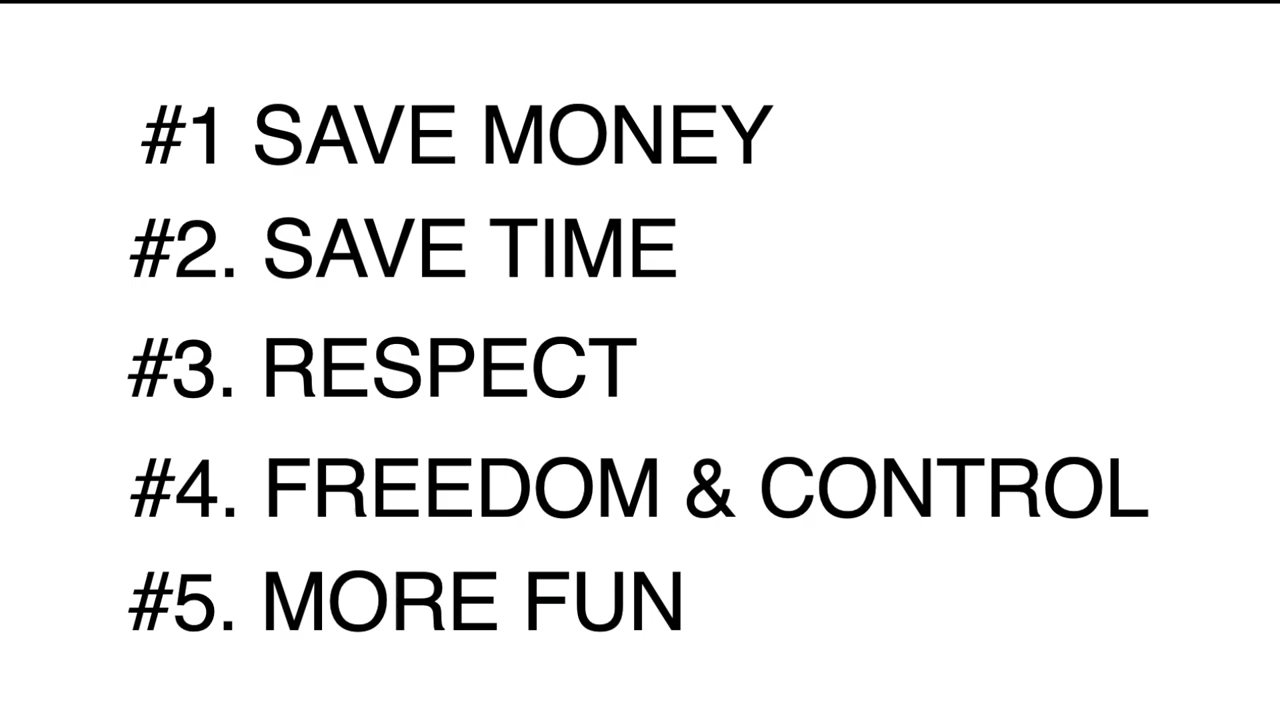 #1 SAVE MONEY
#2. SAVE TIME
#3. RESPECT
#4. FREEDOM & CONTROL
#5. MORE FUN